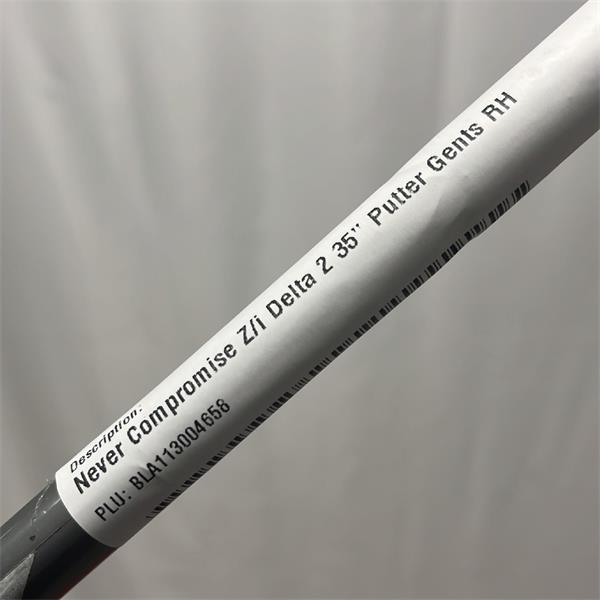 Description:
Never Compromise Z/i Delta 2 35" Putter Gents RH
PLU: BLA113004658